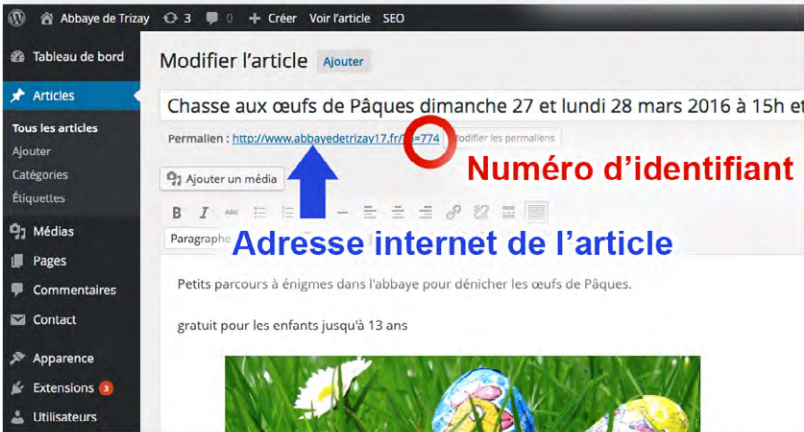 Abbaye de Trizay 3 0 + Créer Voir l'article SEO
Tableau de bord
Articles
Tous les articles
Ajouter
Catégories
Étiquettes
Médias
Pages
Commentaires
Contact
Apparence
Extensions 3
Utilisateurs
Modifier l'article Ajouter
Chasse aux œufs de Pâques dimanche 27 et lundi 28 mars 2016 à 15h et
Permalien : http://www.abbayedetrizay17.fr/?p=774 Modifier les permaliens
Numéro d'identifiant
Ajouter un média
B I ABC
Paragraphe
Adresse internet de l'article
Petits parcours à énigmes dans l'abbaye pour dénicher les œufs de Pâques.
gratuit pour les enfants jusqu'à 13 ans